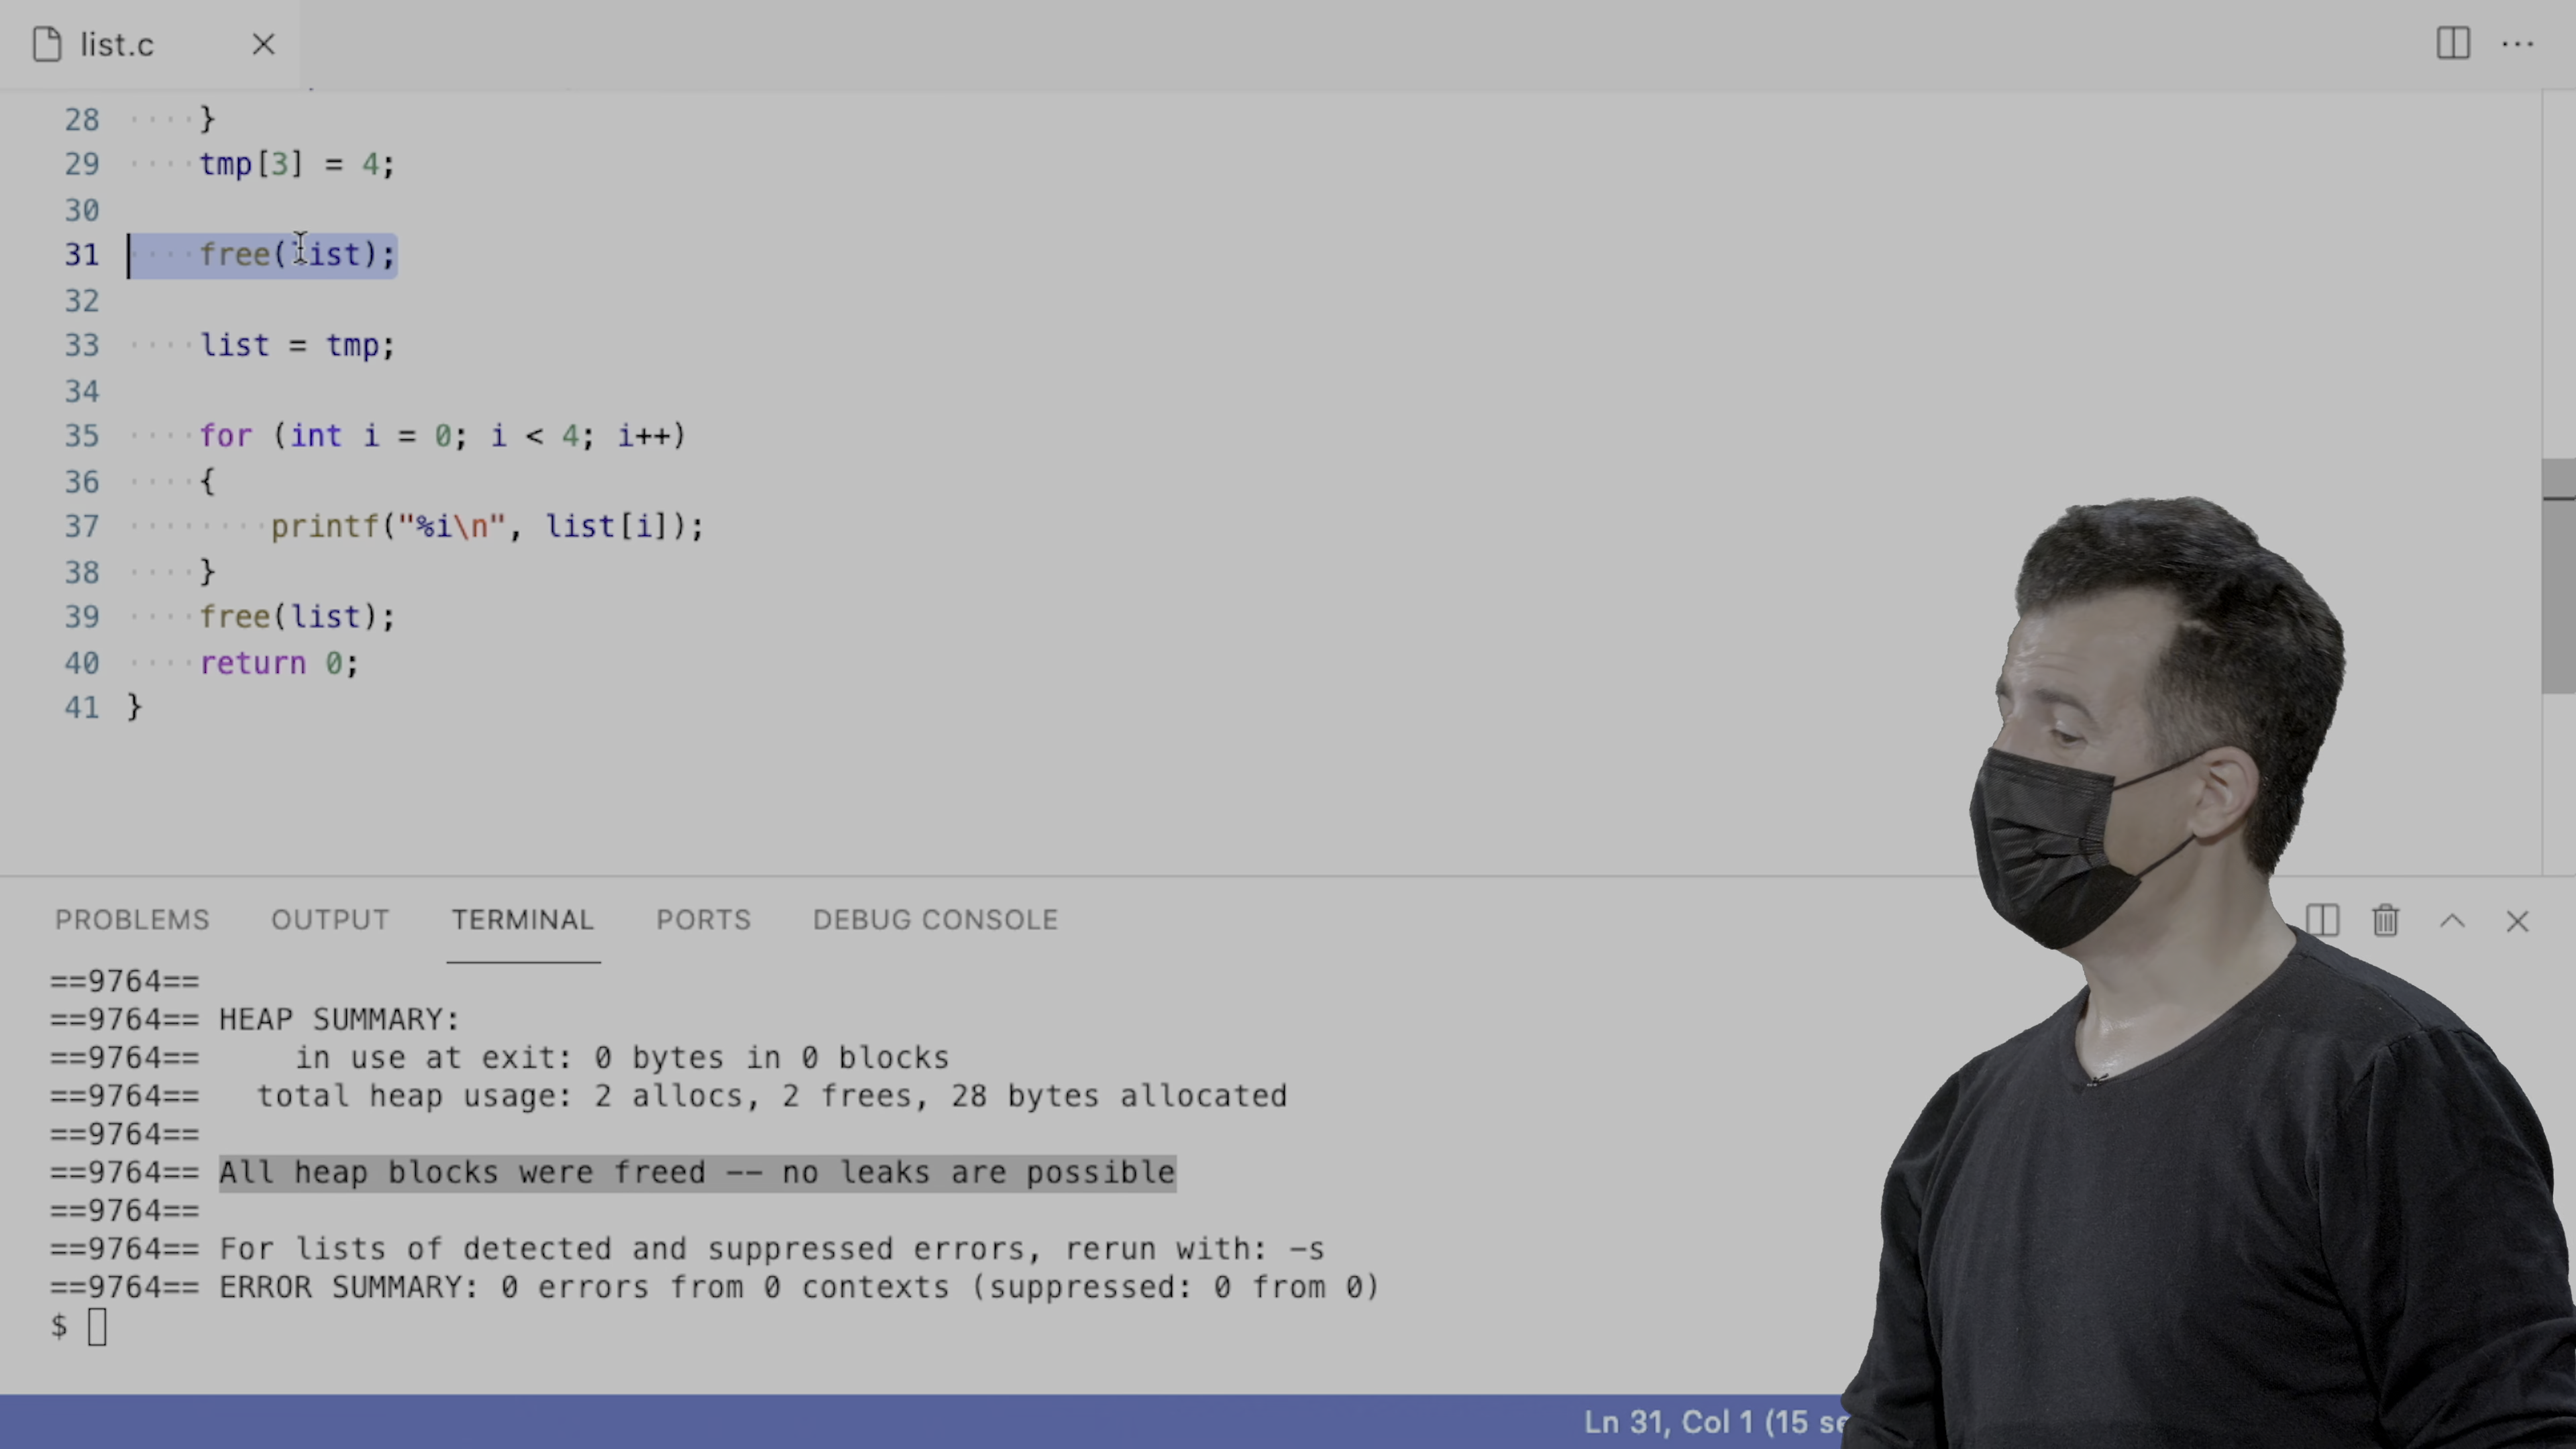 list.c
28 }
29 tmp[3] = 4;
30
31 free(list);
32
33 list = tmp;
34
35 for (int i = 0; i < 4; i++)
36 {
37 printf("%i\n", list[i]);
38 }
39 free(list);
40 return 0;
41 }
PROBLEMS OUTPUT TERMINAL PORTS DEBUG CONSOLE
==9764==
==9764== HEAP SUMMARY:
==9764== in use at exit: 0 bytes in 0 blocks
==9764== total heap usage: 2 allocs, 2 frees, 28 bytes allocated
==9764==
==9764== All heap blocks were freed -- no leaks are possible
==9764==
==9764== For lists of detected and suppressed errors, rerun with: -s
==9764== ERROR SUMMARY: 0 errors from 0 contexts (suppressed: 0 from 0)
$
Ln 31, Col 1 (15 se